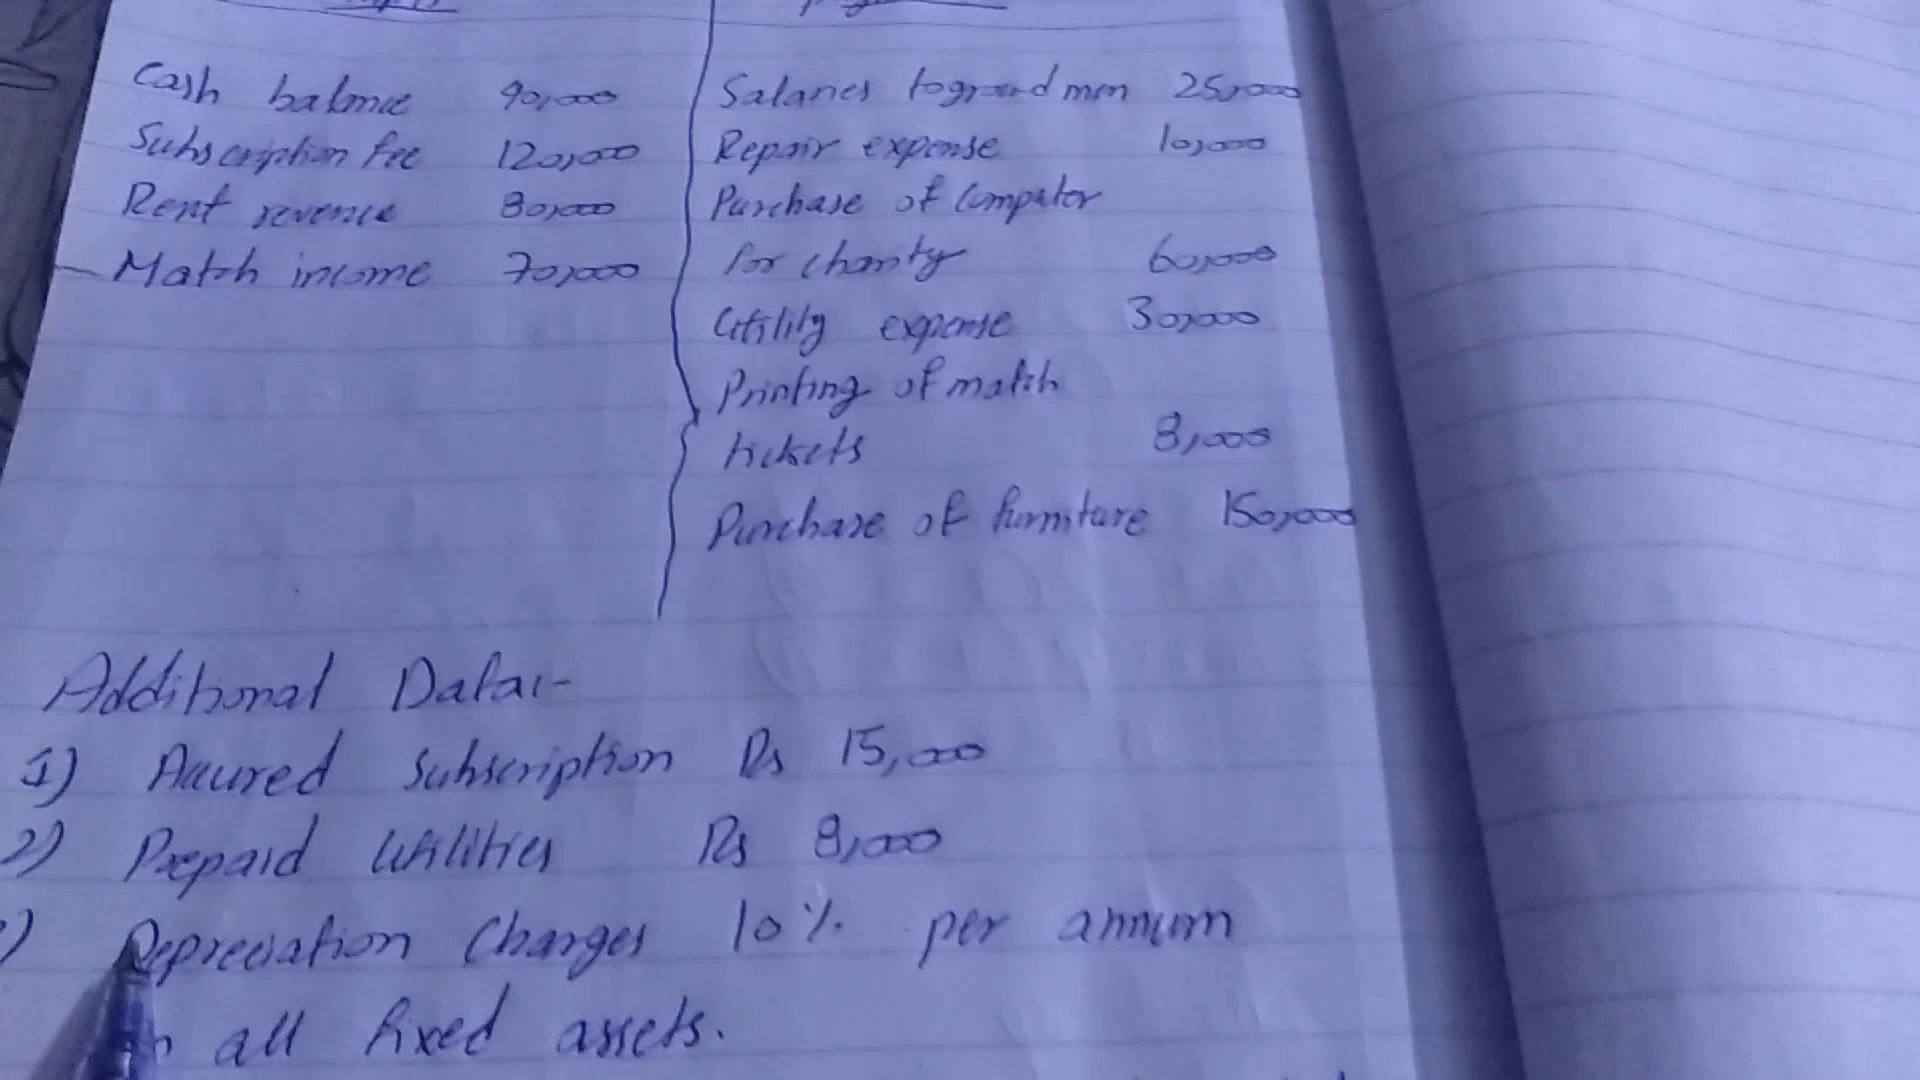 Cash balance 90,000
Subscription fee 120,000
Rent revenue 80,000
Match income 70,000
Salaries to ground men 25,000
Repair expense 10,000
Purchase of Computer
for charity 60,000
Utility expense 30,000
Printing of match
tickets 8,000
Purchase of furniture 150,000
Additional Data:-
1) Accured Subscription Rs 15,000
2) Prepaid Utilities Rs 8,000
Depreciation Charges 10% per annum
all fixed assets.